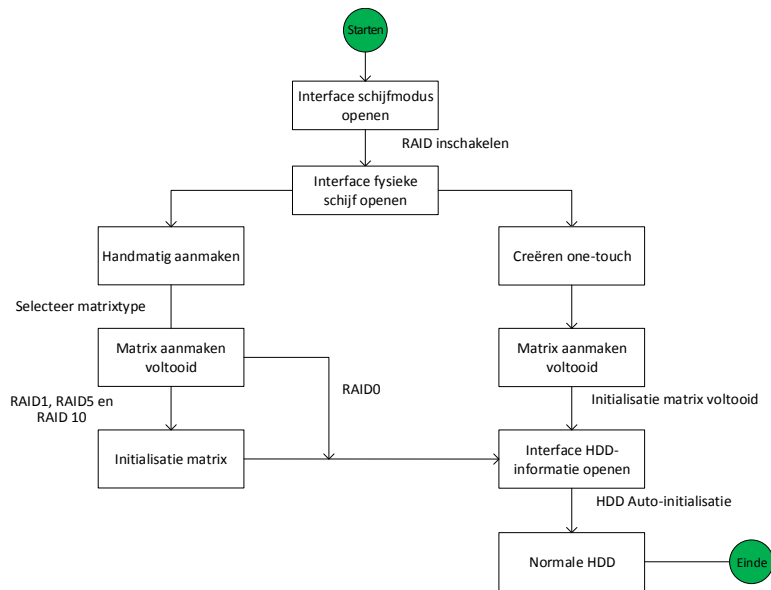 Starten
Interface schijfmodus
openen
RAID inschakelen
Interface fysieke
schijf openen
Handmatig aanmaken
Creëren one-touch
Selecteer matrixtype
Matrix aanmaken
voltooid
Matrix aanmaken
voltooid
RAID1, RAID5 en
RAID 10
RAID0
Initialisatie matrix voltooid
Initialisatie matrix
Interface HDD-
informatie openen
HDD Auto-initialisatie
Normale HDD
Einde